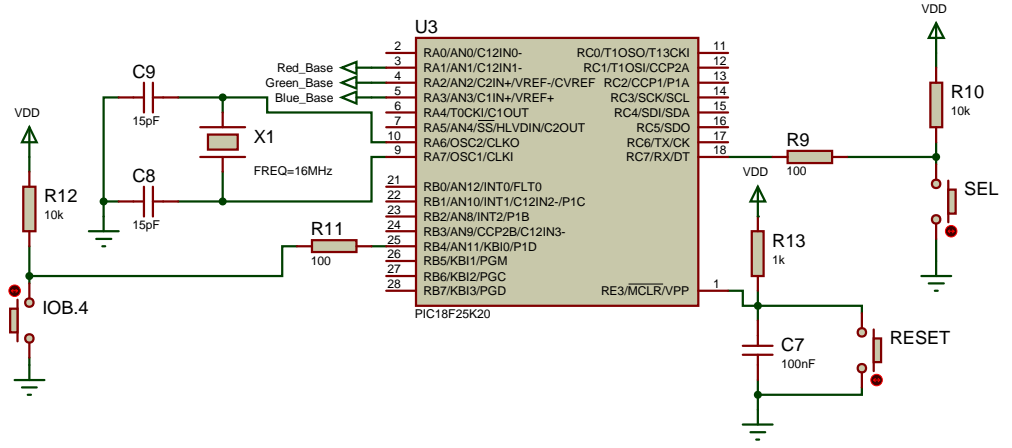 U3
VDD
2 RA0/AN0/C12IN0- RC0/T1OSO/T13CKI 11
Red_Base 3 RA1/AN1/C12IN1- RC1/T1OSI/CCP2A 12
Green_Base 4 RA2/AN2/C2IN+/VREF-/CVREF RC2/CCP1/P1A 13
Blue_Base 5 RA3/AN3/C1IN+/VREF+ RC3/SCK/SCL 14
6 RA4/T0CKI/C1OUT RC4/SDI/SDA 15
7 RA5/AN4/SS/HLVDIN/C2OUT RC5/SDO 16
10 RA6/OSC2/CLKO RC6/TX/CK 17
9 RA7/OSC1/CLKI RC7/RX/DT 18
21 RB0/AN12/INT0/FLT0
22 RB1/AN10/INT1/C12IN2-/P1C
23 RB2/AN8/INT2/P1B
24 RB3/AN9/CCP2B/C12IN3-
25 RB4/AN11/KBI0/P1D
26 RB5/KBI1/PGM
27 RB6/KBI2/PGC
28 RB7/KBI3/PGD RE3/MCLR/VPP 1
PIC18F25K20
C9
15pF
X1
FREQ=16MHz
C8
15pF
VDD
R12
10k
R11
100
IOB.4
R10
10k
R9
100
SEL
VDD
R13
1k
C7
100nF
RESET